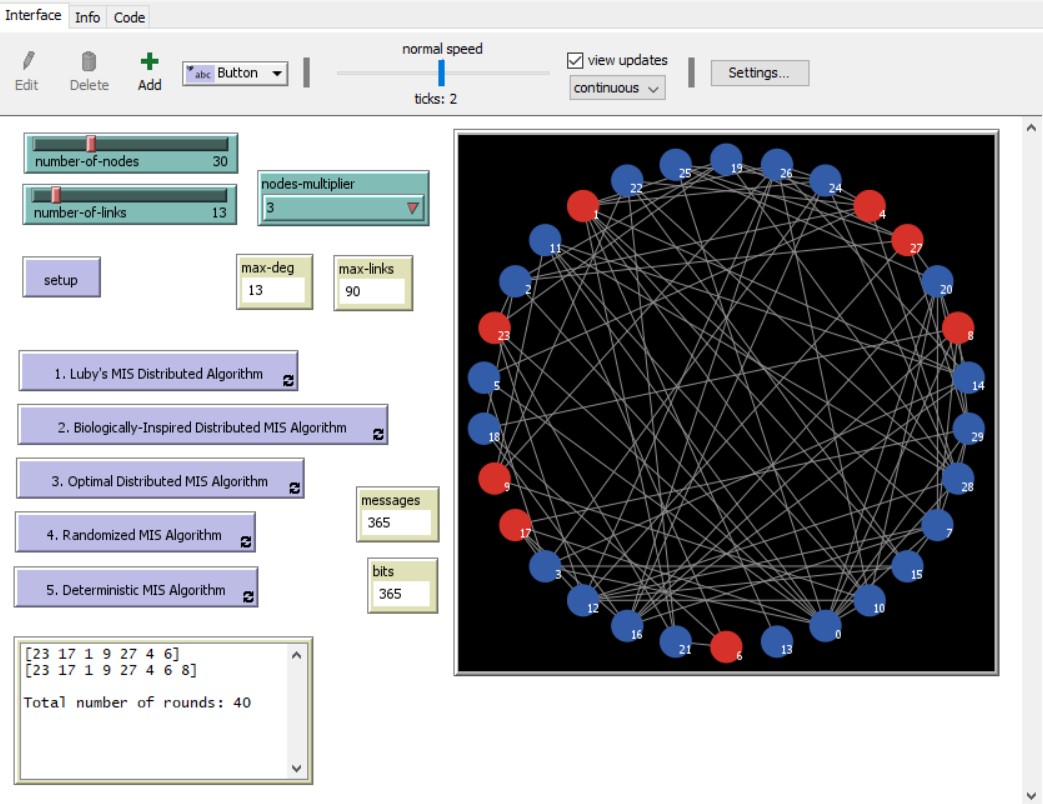 Interface Info Code
normal speed
view updates
Edit Delete Add abc Button Settings...
continuous
ticks: 2
number-of-nodes 30
nodes-multiplier
3
number-of-links 13
setup
max-deg
13
max-links
90
1. Luby's MIS Distributed Algorithm
2. Biologically-Inspired Distributed MIS Algorithm
3. Optimal Distributed MIS Algorithm
messages
365
4. Randomized MIS Algorithm
bits
365
5. Deterministic MIS Algorithm
[23 17 1 9 27 4 6]
[23 17 1 9 27 4 6 8]
Total number of rounds: 40
19
25
26
22
24
1
4
11
27
2
20
23
8
5
14
18
29
9
28
17
7
3
15
12
10
16
0
21
13
6